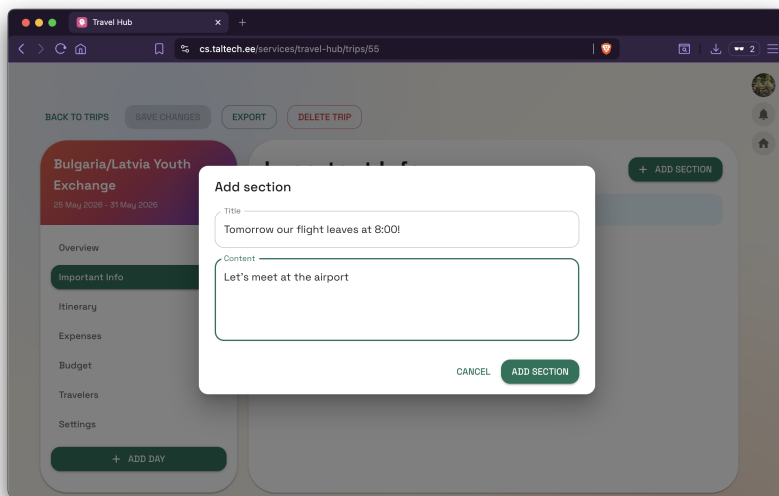 Travel Hub
cs.taltech.ee/services/travel-hub/trips/55
2
BACK TO TRIPS
SAVE CHANGES
EXPORT
DELETE TRIP
Bulgaria/Latvia Youth
Exchange
25 May 2026 - 31 May 2026
Overview
Important Info
Itinerary
Expenses
Budget
Travelers
Settings
+ ADD DAY
+ ADD SECTION
Add section
Title
Tomorrow our flight leaves at 8:00!
Content
Let's meet at the airport
CANCEL
ADD SECTION